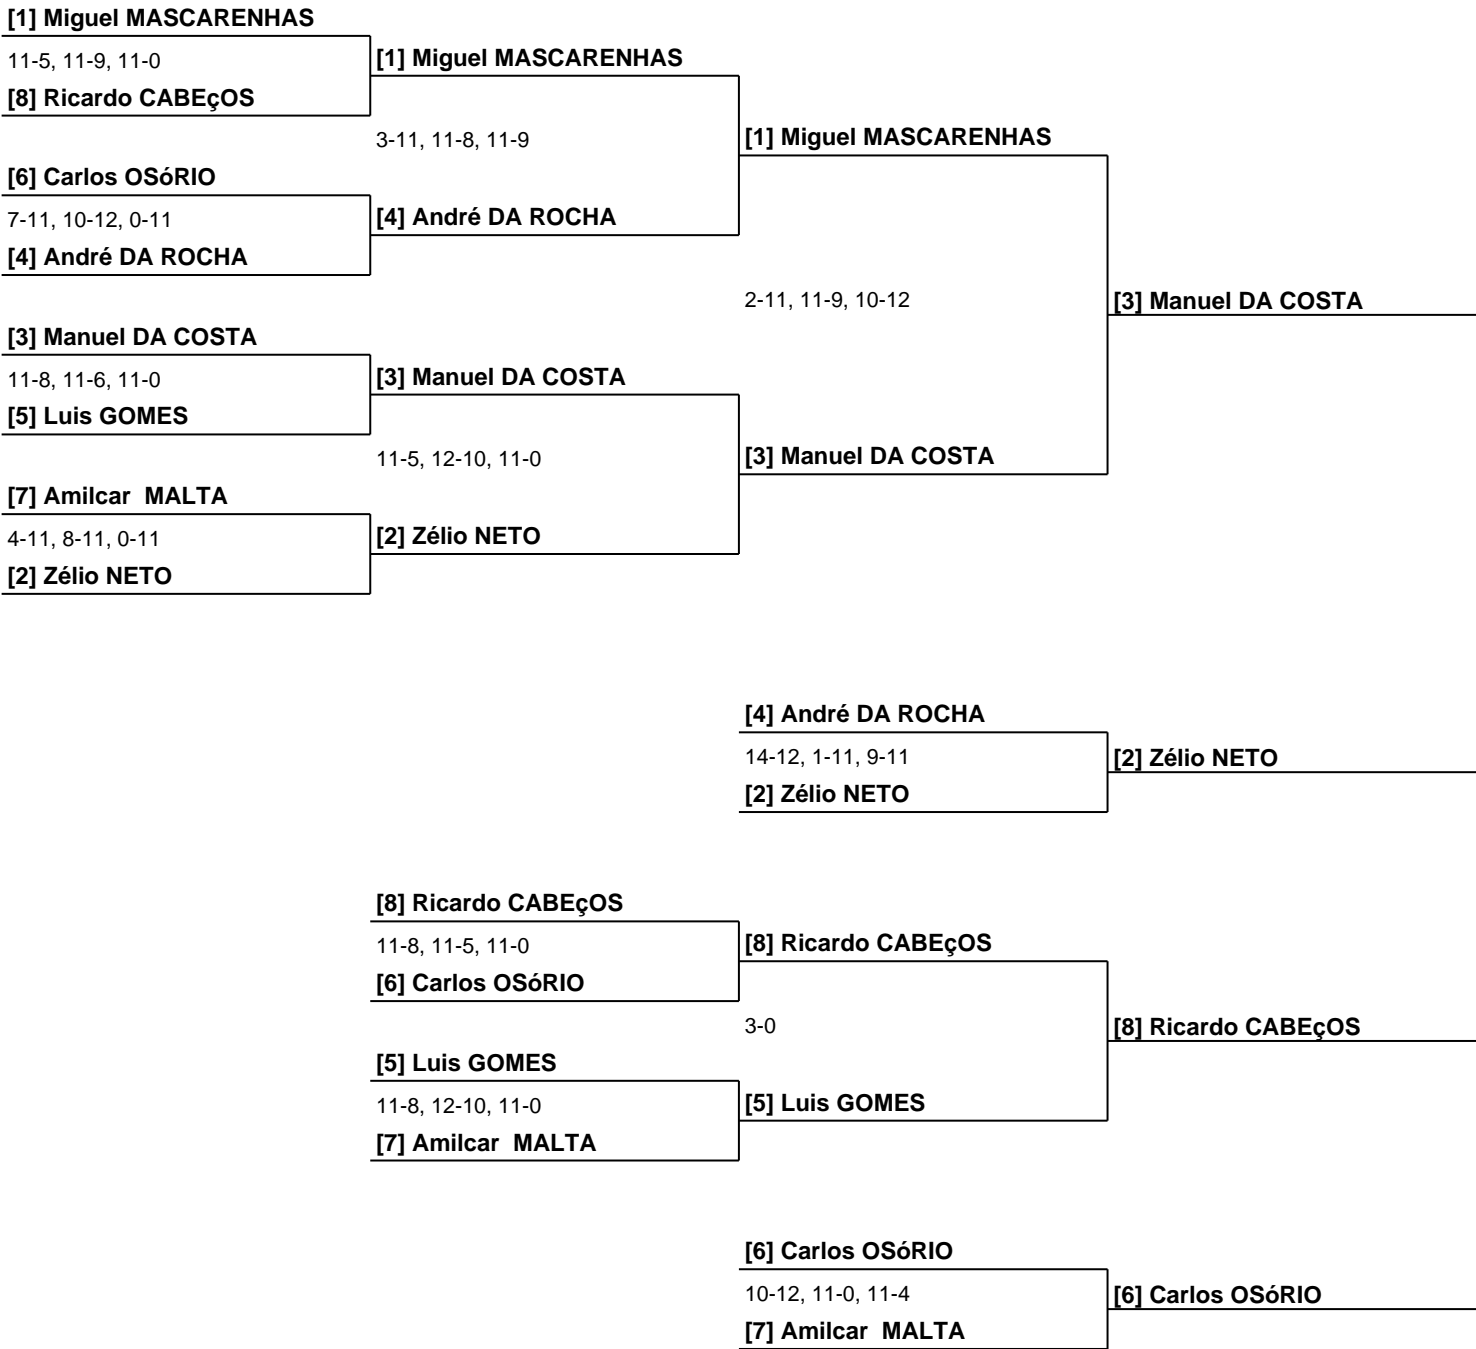 [1] Miguel MASCARENHAS
11-5, 11-9, 11-0
[1] Miguel MASCARENHAS
[8] Ricardo CABEçOS
3-11, 11-8, 11-9
[1] Miguel MASCARENHAS
[6] Carlos OSóRIO
7-11, 10-12, 0-11
[4] André DA ROCHA
[4] André DA ROCHA
2-11, 11-9, 10-12
[3] Manuel DA COSTA
[3] Manuel DA COSTA
11-8, 11-6, 11-0
[3] Manuel DA COSTA
[5] Luis GOMES
11-5, 12-10, 11-0
[3] Manuel DA COSTA
[7] Amilcar  MALTA
4-11, 8-11, 0-11
[2] Zélio NETO
[2] Zélio NETO
[4] André DA ROCHA
14-12, 1-11, 9-11
[2] Zélio NETO
[2] Zélio NETO
[8] Ricardo CABEçOS
11-8, 11-5, 11-0
[8] Ricardo CABEçOS
[6] Carlos OSóRIO
3-0
[8] Ricardo CABEçOS
[5] Luis GOMES
11-8, 12-10, 11-0
[5] Luis GOMES
[7] Amilcar  MALTA
[6] Carlos OSóRIO
10-12, 11-0, 11-4
[6] Carlos OSóRIO
[7] Amilcar  MALTA